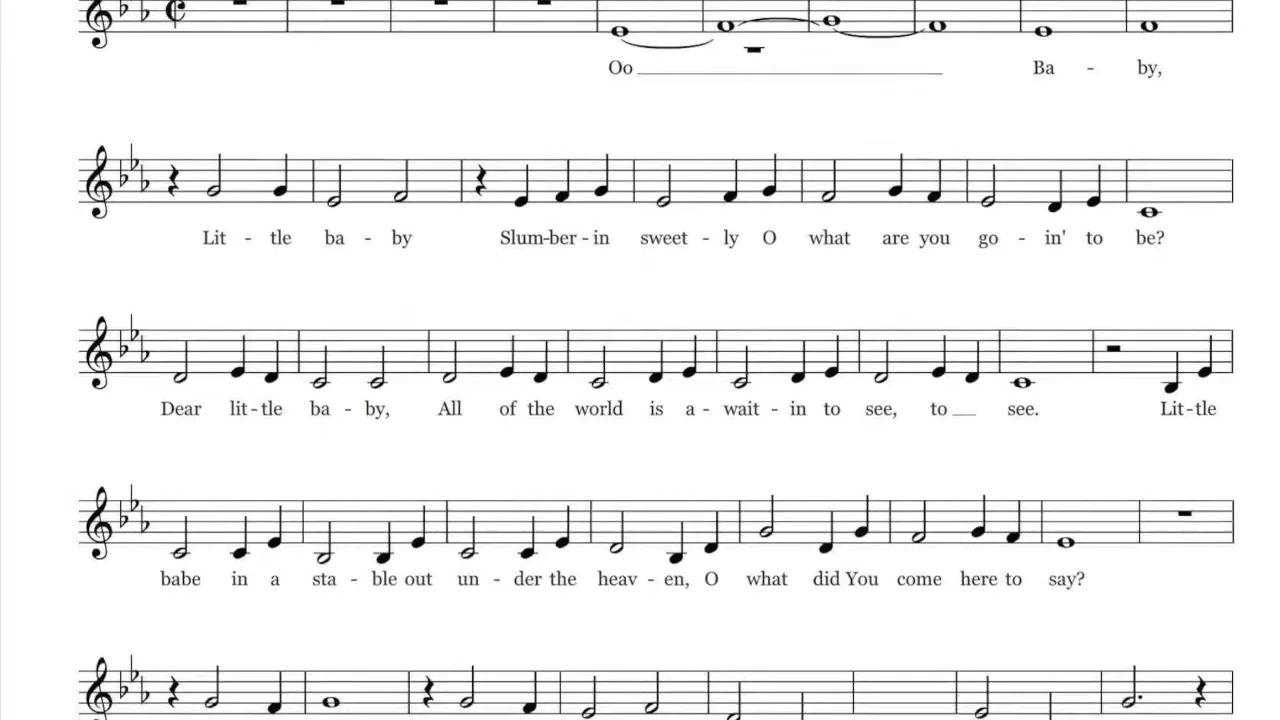 Oo Ba - by,
Lit - tle ba - by Slum-ber - in sweet - ly O what are you go - in' to be?
Dear lit - tle ba - by, All of the world is a - wait - in to see, to see. Lit - tle
babe in a sta - ble out un - der the heav - en, O what did You come here to say?